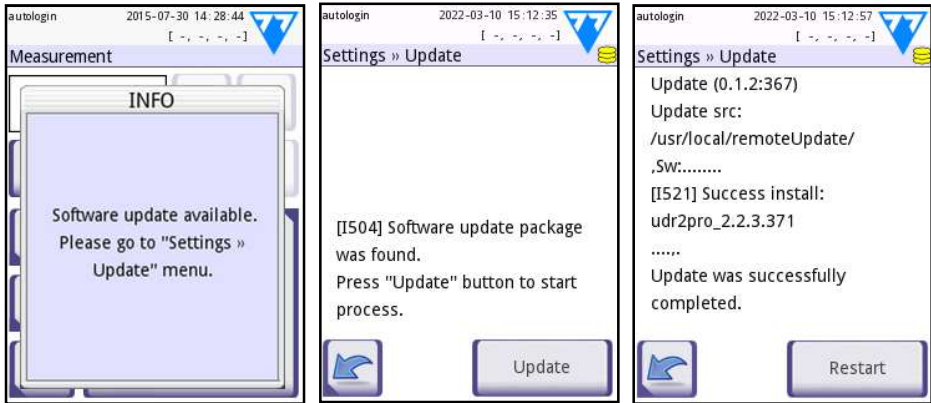 autologin 2015-07-30 14:28:44
[ -, -, -, -]
Measurement
INFO
Software update available.
Please go to "Settings »
Update" menu.
autologin 2022-03-10 15:12:35
[ -, -, -, -]
Settings » Update
[I504] Software update package
was found.
Press "Update" button to start
process.
Update
autologin 2022-03-10 15:12:57
[ -, -, -, -]
Settings » Update
Update (0.1.2:367)
Update src:
/usr/local/remoteUpdate/
,Sw:........
[I521] Success install:
udr2pro_2.2.3.371
....,.
Update was successfully
completed.
Restart